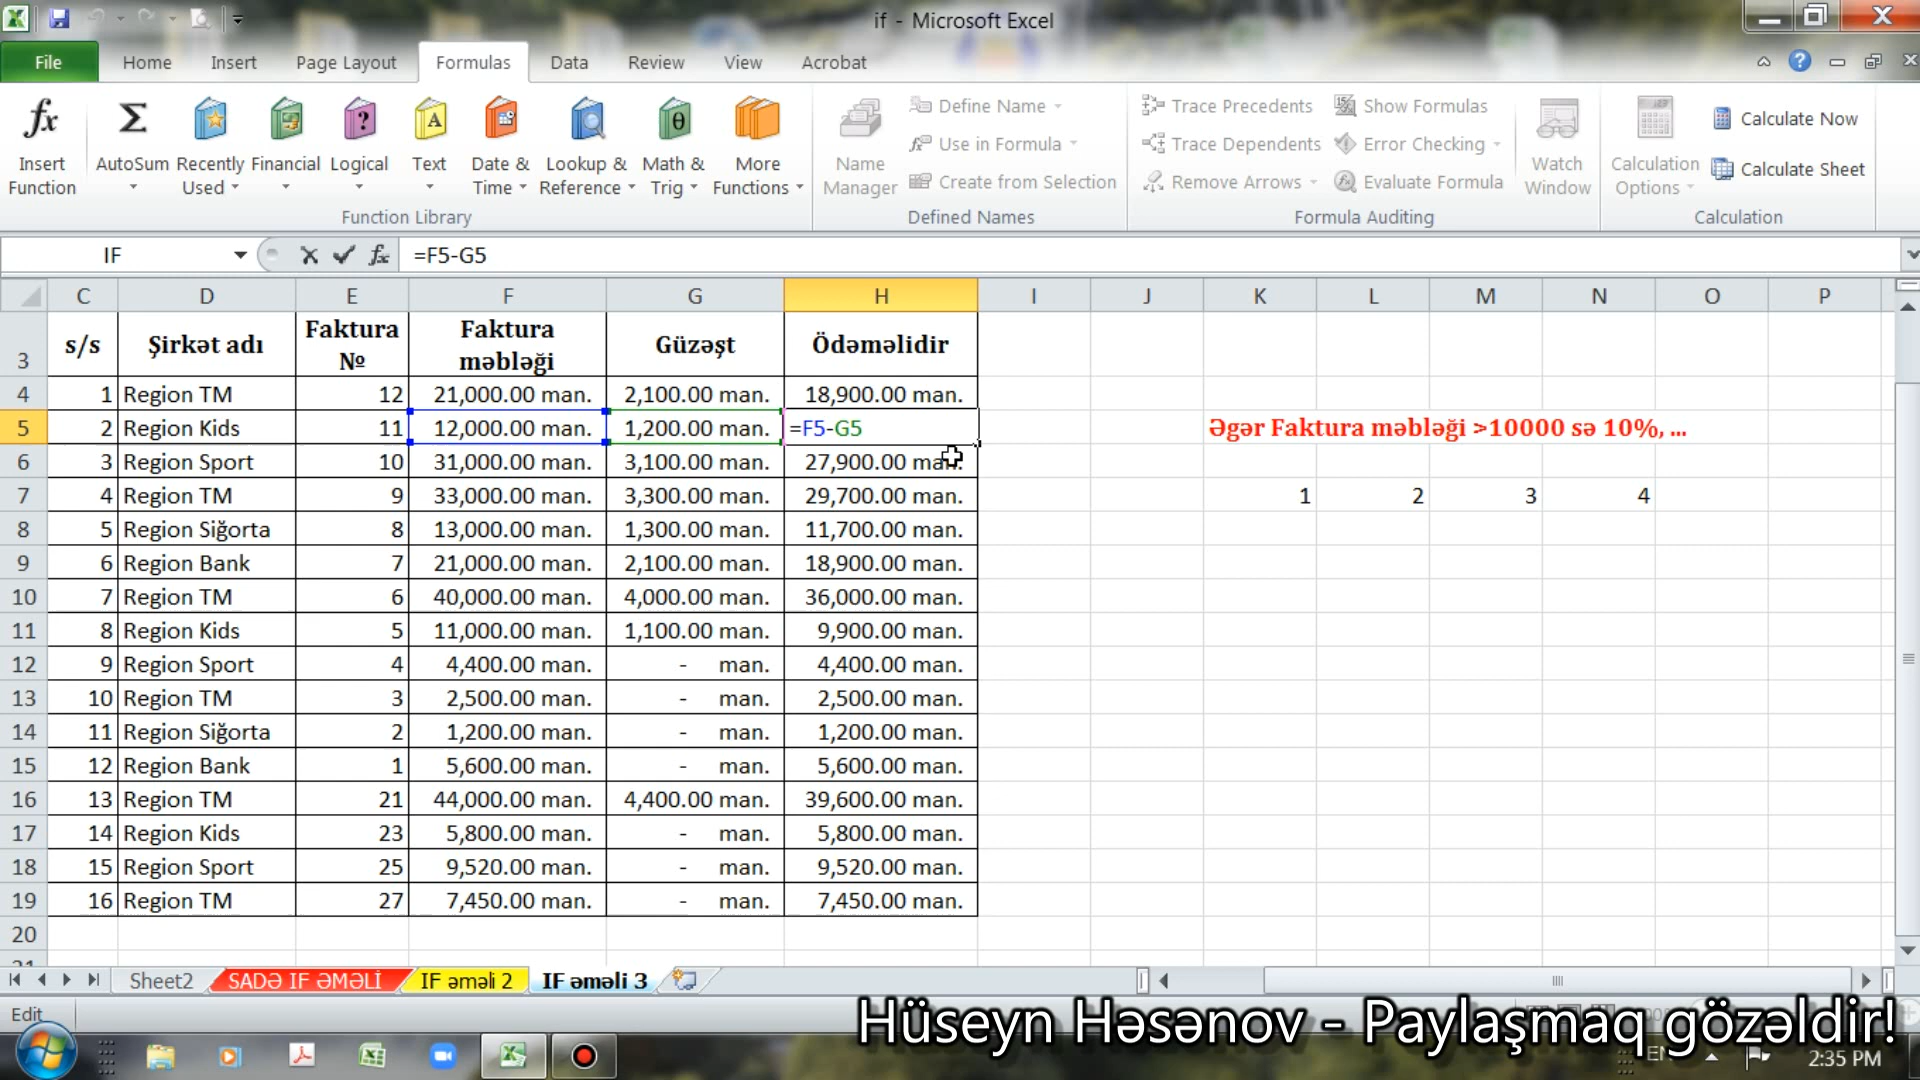 if - Microsoft Excel
File Home Insert Page Layout Formulas Data Review View Acrobat
fx Insert Function
Σ AutoSum
Recently Used
Financial
Logical
Text
Date & Time
Lookup & Reference
Math & Trig
More Functions
Function Library
Name Manager
Define Name
Use in Formula
Create from Selection
Defined Names
Trace Precedents
Trace Dependents
Remove Arrows
Show Formulas
Error Checking
Evaluate Formula
Formula Auditing
Watch Window
Calculation Options
Calculate Now
Calculate Sheet
Calculation
IF fx =F5-G5
C D E F G H I J K L M N O P
3 s/s Şirkət adı Faktura № Faktura məbləği Güzəşt Ödəməlidir
4 1 Region TM 12 21,000.00 man. 2,100.00 man. 18,900.00 man.
5 2 Region Kids 11 12,000.00 man. 1,200.00 man. =F5-G5 Əgər Faktura məbləği >10000 sə 10%, ...
6 3 Region Sport 10 31,000.00 man. 3,100.00 man. 27,900.00 man.
7 4 Region TM 9 33,000.00 man. 3,300.00 man. 29,700.00 man. 1 2 3 4
8 5 Region Siğorta 8 13,000.00 man. 1,300.00 man. 11,700.00 man.
9 6 Region Bank 7 21,000.00 man. 2,100.00 man. 18,900.00 man.
10 7 Region TM 6 40,000.00 man. 4,000.00 man. 36,000.00 man.
11 8 Region Kids 5 11,000.00 man. 1,100.00 man. 9,900.00 man.
12 9 Region Sport 4 4,400.00 man. - man. 4,400.00 man.
13 10 Region TM 3 2,500.00 man. - man. 2,500.00 man.
14 11 Region Siğorta 2 1,200.00 man. - man. 1,200.00 man.
15 12 Region Bank 1 5,600.00 man. - man. 5,600.00 man.
16 13 Region TM 21 44,000.00 man. 4,400.00 man. 39,600.00 man.
17 14 Region Kids 23 5,800.00 man. - man. 5,800.00 man.
18 15 Region Sport 25 9,520.00 man. - man. 9,520.00 man.
19 16 Region TM 27 7,450.00 man. - man. 7,450.00 man.
20
Sheet2 SADƏ IF ƏMƏLİ IF əməli 2 IF əməli 3
Edit
Hüseyn Həsənov - Paylaşmaq gözəldir!
EN 2:35 PM